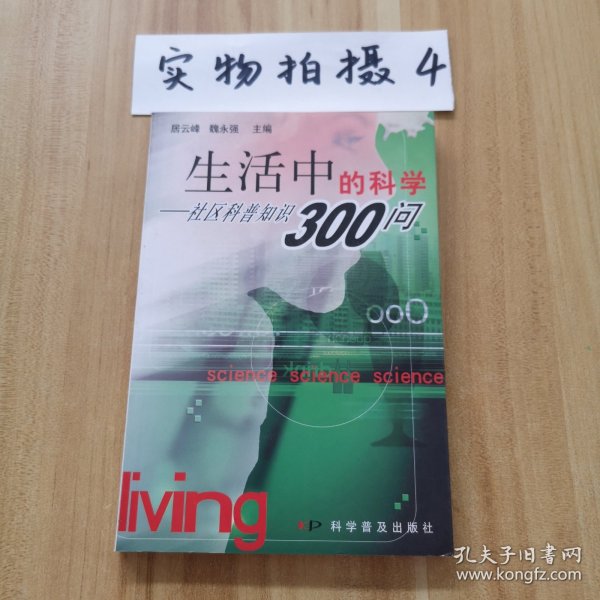 实物拍摄4
居云峰 魏永强 主编
生活中的科学
——社区科普知识300问
ooO
science science science
living
科学普及出版社
孔夫子旧书网
www.kongfz.com